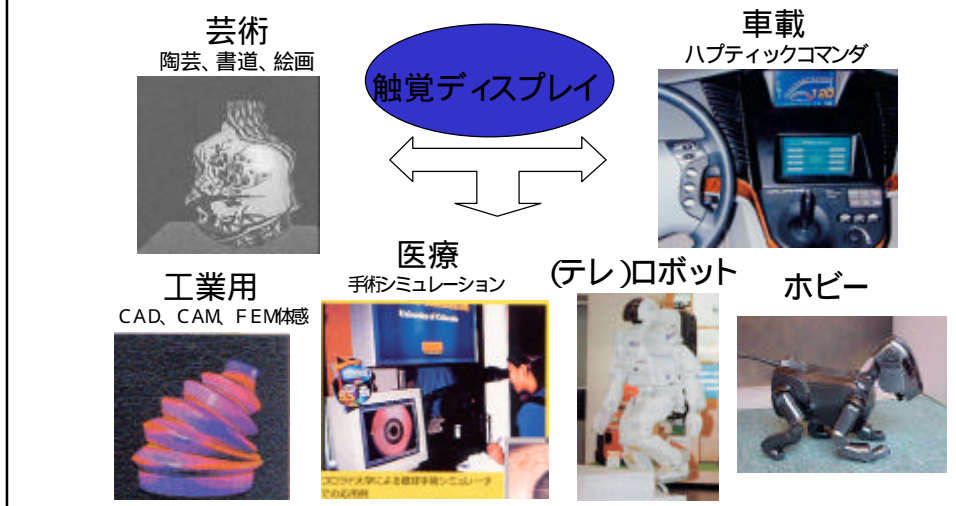 芸術
陶芸、書道、絵画
触覚ディスプレイ
車載
ハプティックコマンダ
120
工業用
CAD、CAM、FEM体感
医療
手術シミュレーション
University of Colorado
コロラド大学による眼球手術シミュレータ
での応用例
(テレ)ロボット
ホビー